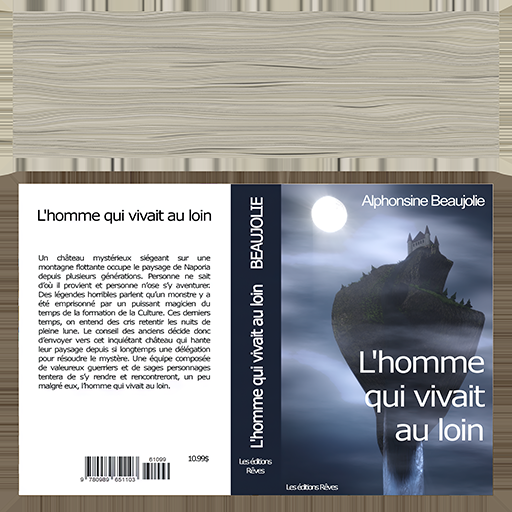 L'homme qui vivait au loin
Un château mystérieux siégeant sur une
montagne flottante occupe le paysage de Naporia
depuis plusieurs générations. Personne ne sait
d'où il provient et personne n'ose s'y aventurer.
Des légendes horribles parlent qu'un monstre y a
été emprisonné par un puissant magicien du
temps de la formation de la Culture. Ces derniers
temps, on entend des cris retentir les nuits de
pleine lune. Le conseil des anciens décide donc
d'envoyer vers cet inquiétant château qui hante
leur paysage depuis si longtemps une délégation
pour résoudre le mystère. Une équipe composée
de valeureux guerriers et de sages personnages
tentera de s'y rendre et rencontreront, un peu
malgré eux, l'homme qui vivait au loin.
61099
9 780989 651103
10.99$
L'homme qui vivait au loin BEAUJOLIE
Les éditions
Rêves
Alphonsine Beaujolie
L'homme
qui vivait
au loin
Les éditions Rêves